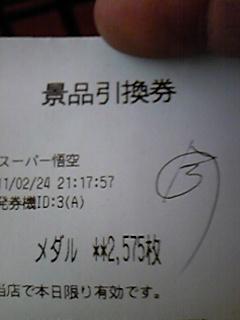 景品引換券
スーパー悟空
11/02/24 21:17:57
発券機ID:3(A)
メダル **2,575枚
当店で本日限り有効です。